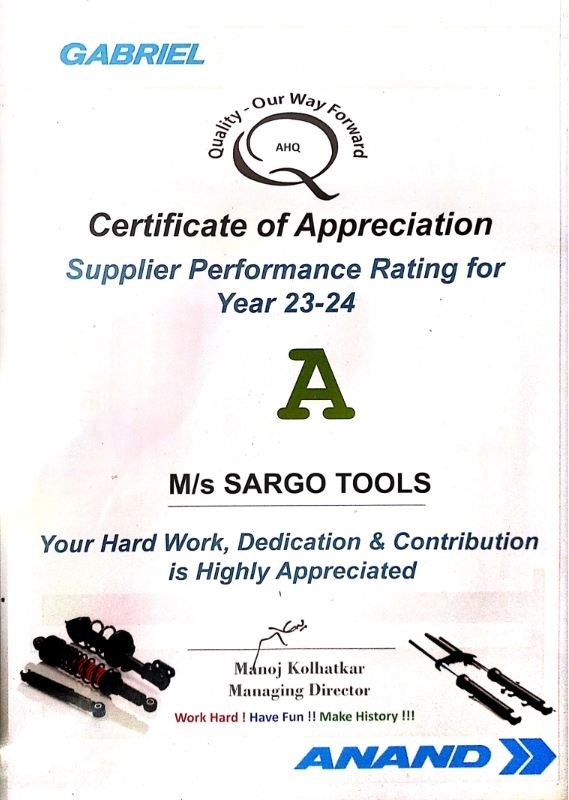 GABRIEL
Quality - Our Way Forward
AHQ
Certificate of Appreciation
Supplier Performance Rating for
Year 23-24
A
M/s SARGO TOOLS
Your Hard Work, Dedication & Contribution
is Highly Appreciated
Manoj Kolhatkar
Managing Director
Work Hard ! Have Fun !! Make History !!!
ANAND